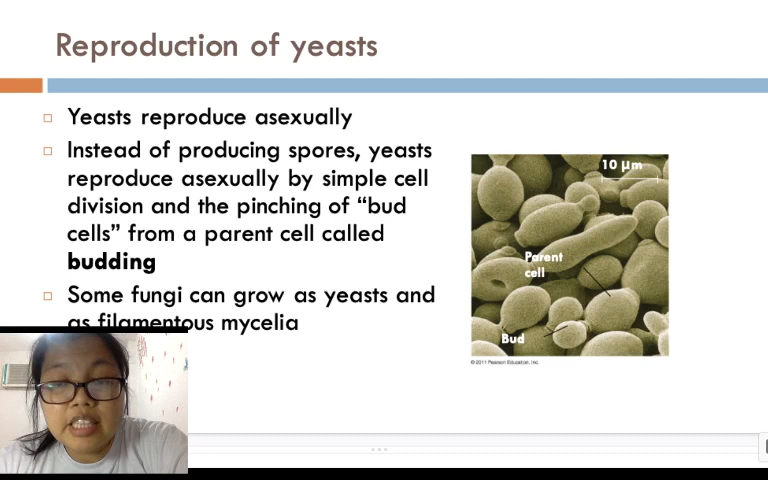 Reproduction of yeasts
Yeasts reproduce asexually
Instead of producing spores, yeasts
reproduce asexually by simple cell
division and the pinching of “bud
cells” from a parent cell called
budding
Some fungi can grow as yeasts and
as filamentous mycelia
10 µm
Parent
cell
Bud
© 2011 Pearson Education, Inc.